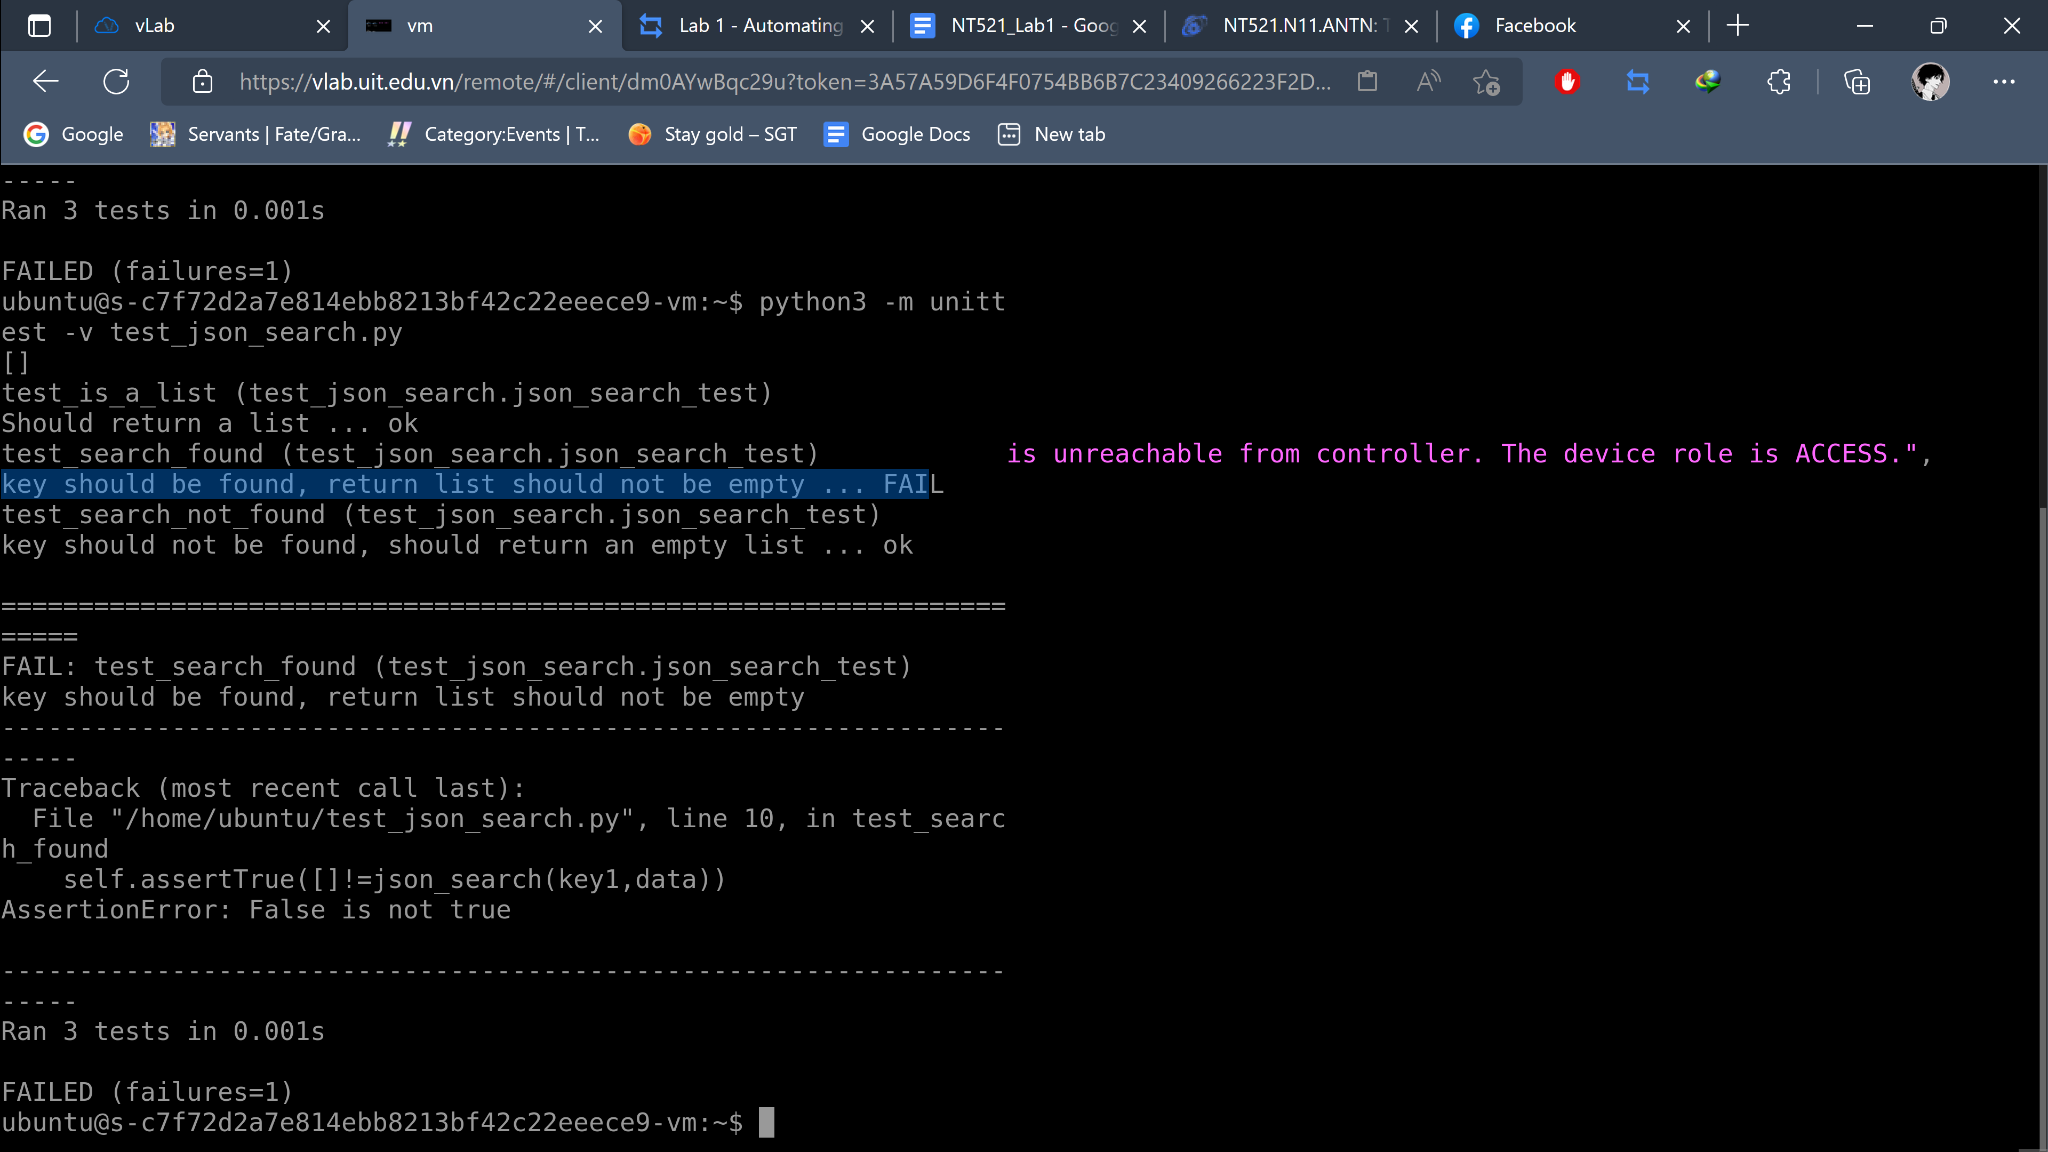 vLab
vm
Lab 1 - Automating
NT521_Lab1 - Goog
NT521.N11.ANTN: T
Facebook
https://vlab.uit.edu.vn/remote/#/client/dm0AYwBqc29u?token=3A57A59D6F4F0754BB6B7C23409266223F2D...
Google
Servants | Fate/Gra...
Category:Events | T...
Stay gold – SGT
Google Docs
New tab
-----
Ran 3 tests in 0.001s
FAILED (failures=1)
ubuntu@s-c7f72d2a7e814ebb8213bf42c22eeece9-vm:~$ python3 -m unitt
est -v test_json_search.py
[]
test_is_a_list (test_json_search.json_search_test)
Should return a list ... ok
test_search_found (test_json_search.json_search_test) is unreachable from controller. The device role is ACCESS.",
key should be found, return list should not be empty ... FAIL
test_search_not_found (test_json_search.json_search_test)
key should not be found, should return an empty list ... ok
=================================================================
=====
FAIL: test_search_found (test_json_search.json_search_test)
key should be found, return list should not be empty
-----------------------------------------------------------------
-----
Traceback (most recent call last):
  File "/home/ubuntu/test_json_search.py", line 10, in test_searc
h_found
    self.assertTrue([]!=json_search(key1,data))
AssertionError: False is not true
-----------------------------------------------------------------
-----
Ran 3 tests in 0.001s
FAILED (failures=1)
ubuntu@s-c7f72d2a7e814ebb8213bf42c22eeece9-vm:~$